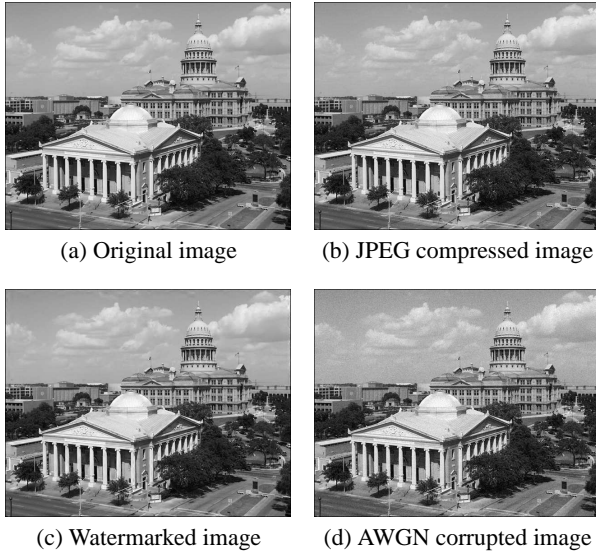 (a) Original image
(b) JPEG compressed image
(c) Watermarked image
(d) AWGN corrupted image